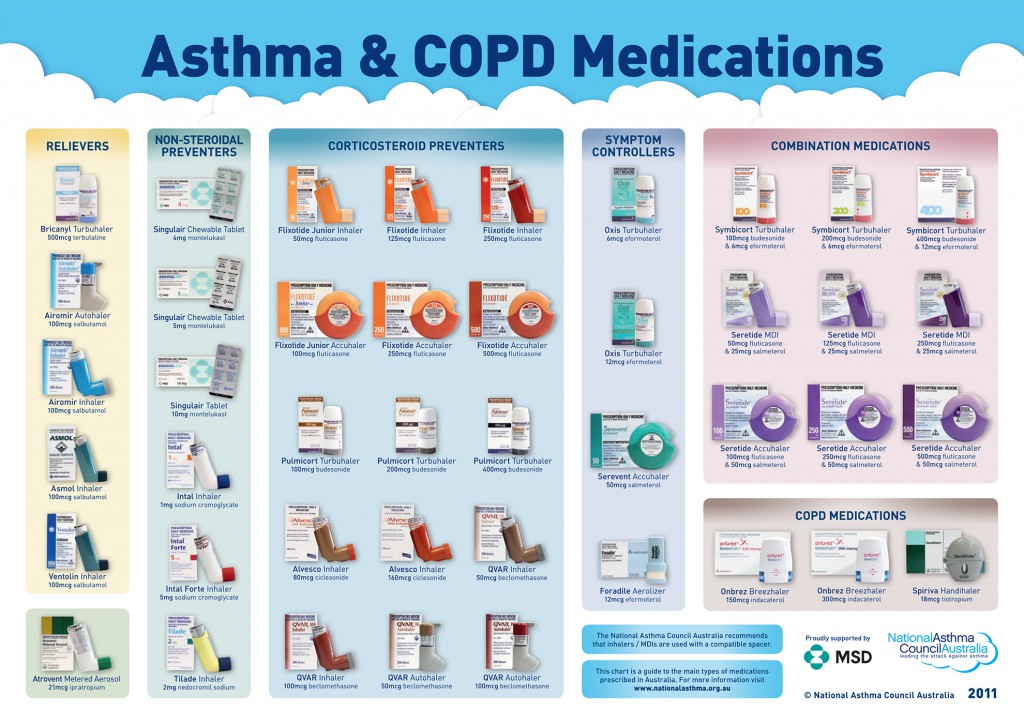 Asthma & COPD Medications
RELIEVERS
Bricanyl Turbuhaler
500mcg terbutaline
Airomir Autohaler
100mcg salbutamol
Airomir Inhaler
100mcg salbutamol
Asmol Inhaler
100mcg salbutamol
Ventolin Inhaler
100mcg salbutamol
Atrovent Metered Aerosol
21mcg ipratropium
NON-STEROIDAL
PREVENTERS
Singulair Chewable Tablet
4mg montelukast
Singulair Chewable Tablet
5mg montelukast
Singulair Tablet
10mg montelukast
Intal Inhaler
1mg sodium cromoglycate
Intal Forte Inhaler
5mg sodium cromoglycate
Tilade Inhaler
2mg nedocromil sodium
CORTICOSTEROID PREVENTERS
Flixotide Junior Inhaler
50mcg fluticasone
Flixotide Inhaler
125mcg fluticasone
Flixotide Inhaler
250mcg fluticasone
Flixotide Junior Accuhaler
100mcg fluticasone
Flixotide Accuhaler
250mcg fluticasone
Flixotide Accuhaler
500mcg fluticasone
Pulmicort Turbuhaler
100mcg budesonide
Pulmicort Turbuhaler
200mcg budesonide
Pulmicort Turbuhaler
400mcg budesonide
Alvesco Inhaler
80mcg ciclesonide
Alvesco Inhaler
160mcg ciclesonide
QVAR Inhaler
50mcg beclomethasone
QVAR Inhaler
100mcg beclomethasone
QVAR Autohaler
50mcg beclomethasone
QVAR Autohaler
100mcg beclomethasone
SYMPTOM
CONTROLLERS
Oxis Turbuhaler
6mcg eformoterol
Oxis Turbuhaler
12mcg eformoterol
Serevent Accuhaler
50mcg salmeterol
Foradile Aerolizer
12mcg eformoterol
COMBINATION MEDICATIONS
Symbicort Turbuhaler
100mcg budesonide
& 6mcg eformoterol
Symbicort Turbuhaler
200mcg budesonide
& 6mcg eformoterol
Symbicort Turbuhaler
400mcg budesonide
& 12mcg eformoterol
Seretide MDI
50mcg fluticasone
& 25mcg salmeterol
Seretide MDI
125mcg fluticasone
& 25mcg salmeterol
Seretide MDI
250mcg fluticasone
& 25mcg salmeterol
Seretide Accuhaler
100mcg fluticasone
& 50mcg salmeterol
Seretide Accuhaler
250mcg fluticasone
& 50mcg salmeterol
Seretide Accuhaler
500mcg fluticasone
& 50mcg salmeterol
COPD MEDICATIONS
Onbrez Breezhaler
150mcg indacaterol
Onbrez Breezhaler
300mcg indacaterol
Spiriva Handihaler
18mcg tiotropium
The National Asthma Council Australia recommends
that inhalers / MDIs are used with a compatible spacer.
This chart is a guide to the main types of medications
prescribed in Australia. For more information visit
www.nationalasthma.org.au
Proudly supported by
MSD
NationalAsthma
CouncilAustralia
leading the attack against asthma
© National Asthma Council Australia 2011